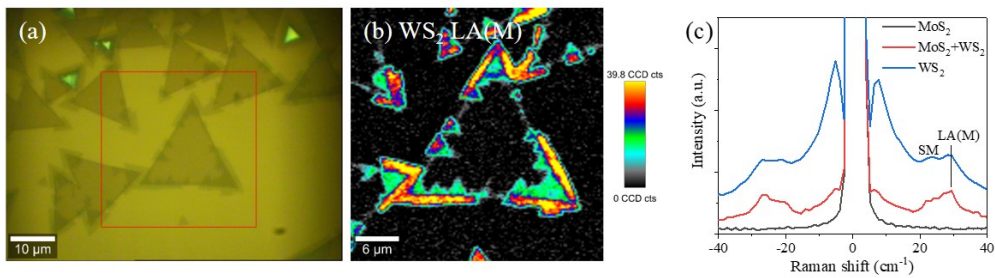 (a)
10 µm
(b) WS₂ LA(M)
6 µm
39.8 CCD cts
0 CCD cts
(c)
MoS₂
MoS₂+WS₂
WS₂
LA(M)
SM
Intensity (a.u.)
-40 -20 0 20 40
Raman shift (cm⁻¹)